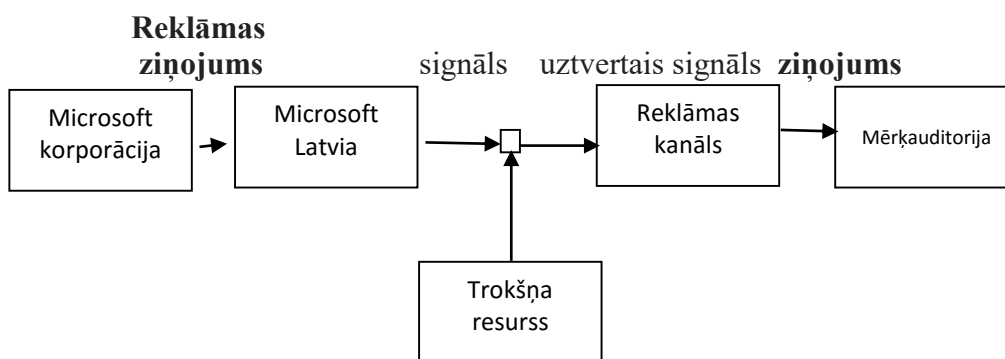 Reklāmas
ziņojums
signāls
uztvertais signāls
ziņojums
Microsoft
korporācija
Microsoft
Latvia
Reklāmas
kanāls
Mērķauditorija
Trokšņa
resurss